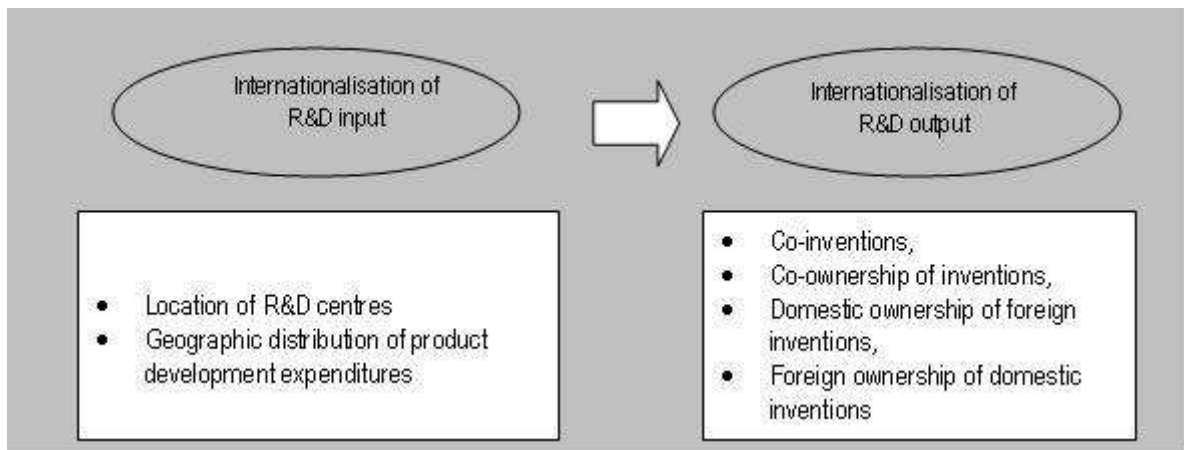 Internationalisation of
R&D input
Internationalisation of
R&D output
• Location of R&D centres
• Geographic distribution of product
development expenditures
• Co-inventions,
• Co-ownership of inventions,
• Domestic ownership of foreign
inventions,
• Foreign ownership of domestic
inventions